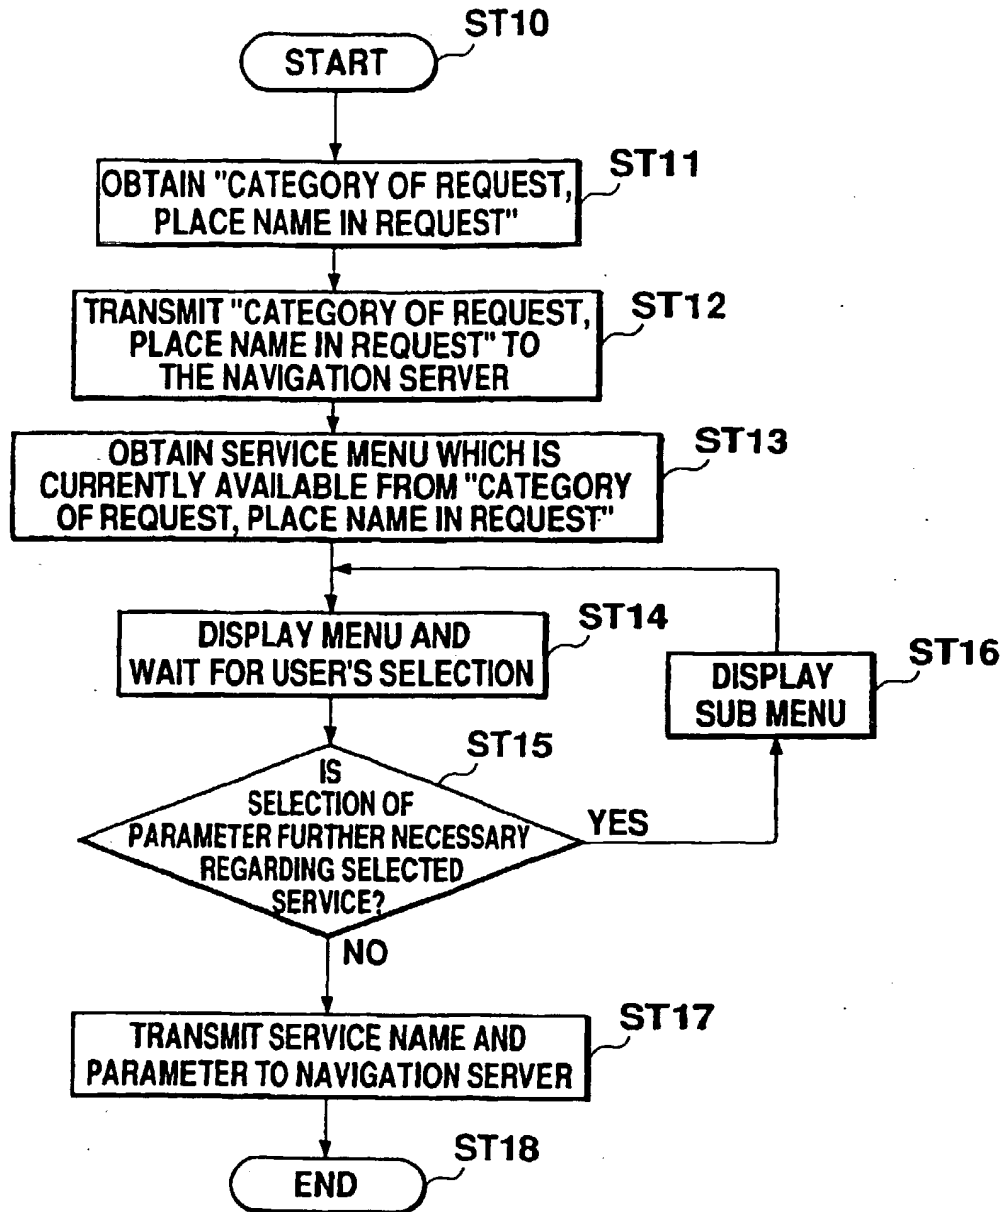 ST10
START
ST11
OBTAIN "CATEGORY OF REQUEST,
PLACE NAME IN REQUEST"
ST12
TRANSMIT "CATEGORY OF REQUEST,
PLACE NAME IN REQUEST" TO
THE NAVIGATION SERVER
ST13
OBTAIN SERVICE MENU WHICH IS
CURRENTLY AVAILABLE FROM "CATEGORY
OF REQUEST, PLACE NAME IN REQUEST"
ST14
DISPLAY MENU AND
WAIT FOR USER'S SELECTION
ST16
DISPLAY
SUB MENU
ST15
IS
SELECTION OF
PARAMETER FURTHER NECESSARY
REGARDING SELECTED
SERVICE?
YES
NO
ST17
TRANSMIT SERVICE NAME AND
PARAMETER TO NAVIGATION SERVER
ST18
END